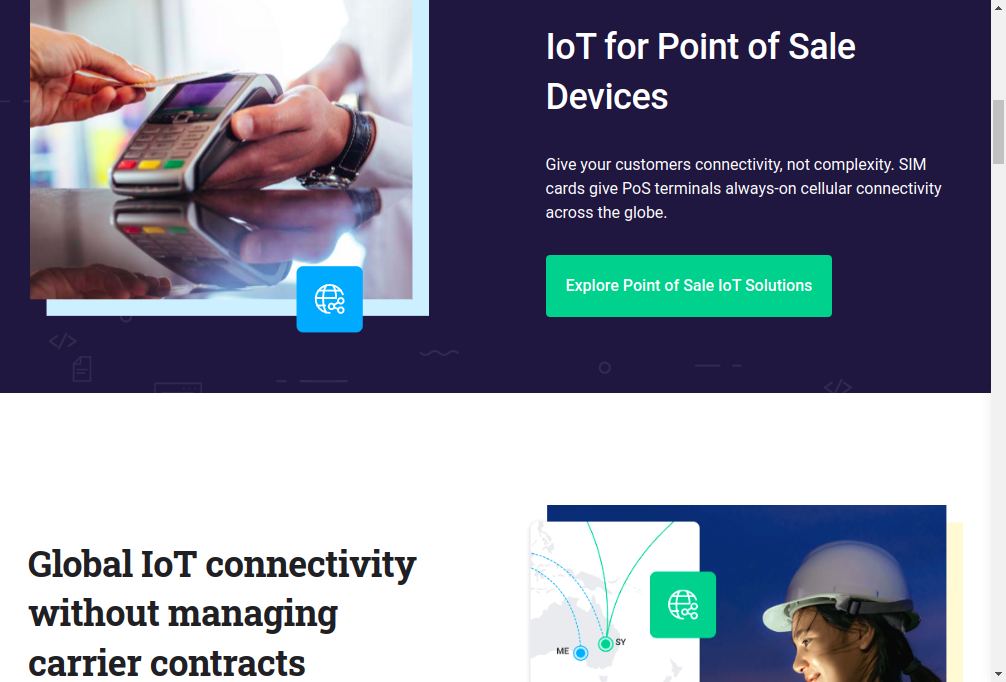 IoT for Point of Sale
Devices
Give your customers connectivity, not complexity. SIM
cards give PoS terminals always-on cellular connectivity
across the globe.
Explore Point of Sale IoT Solutions
Global IoT connectivity
without managing
carrier contracts
ME
SY